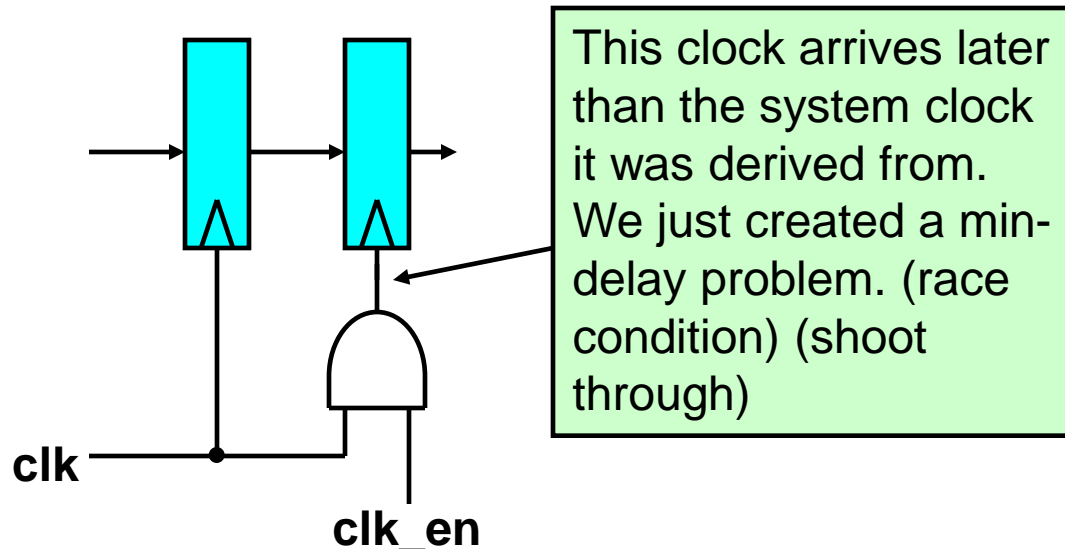 This clock arrives later
than the system clock
it was derived from.
We just created a min-
delay problem. (race
condition) (shoot
through)
clk
clk_en